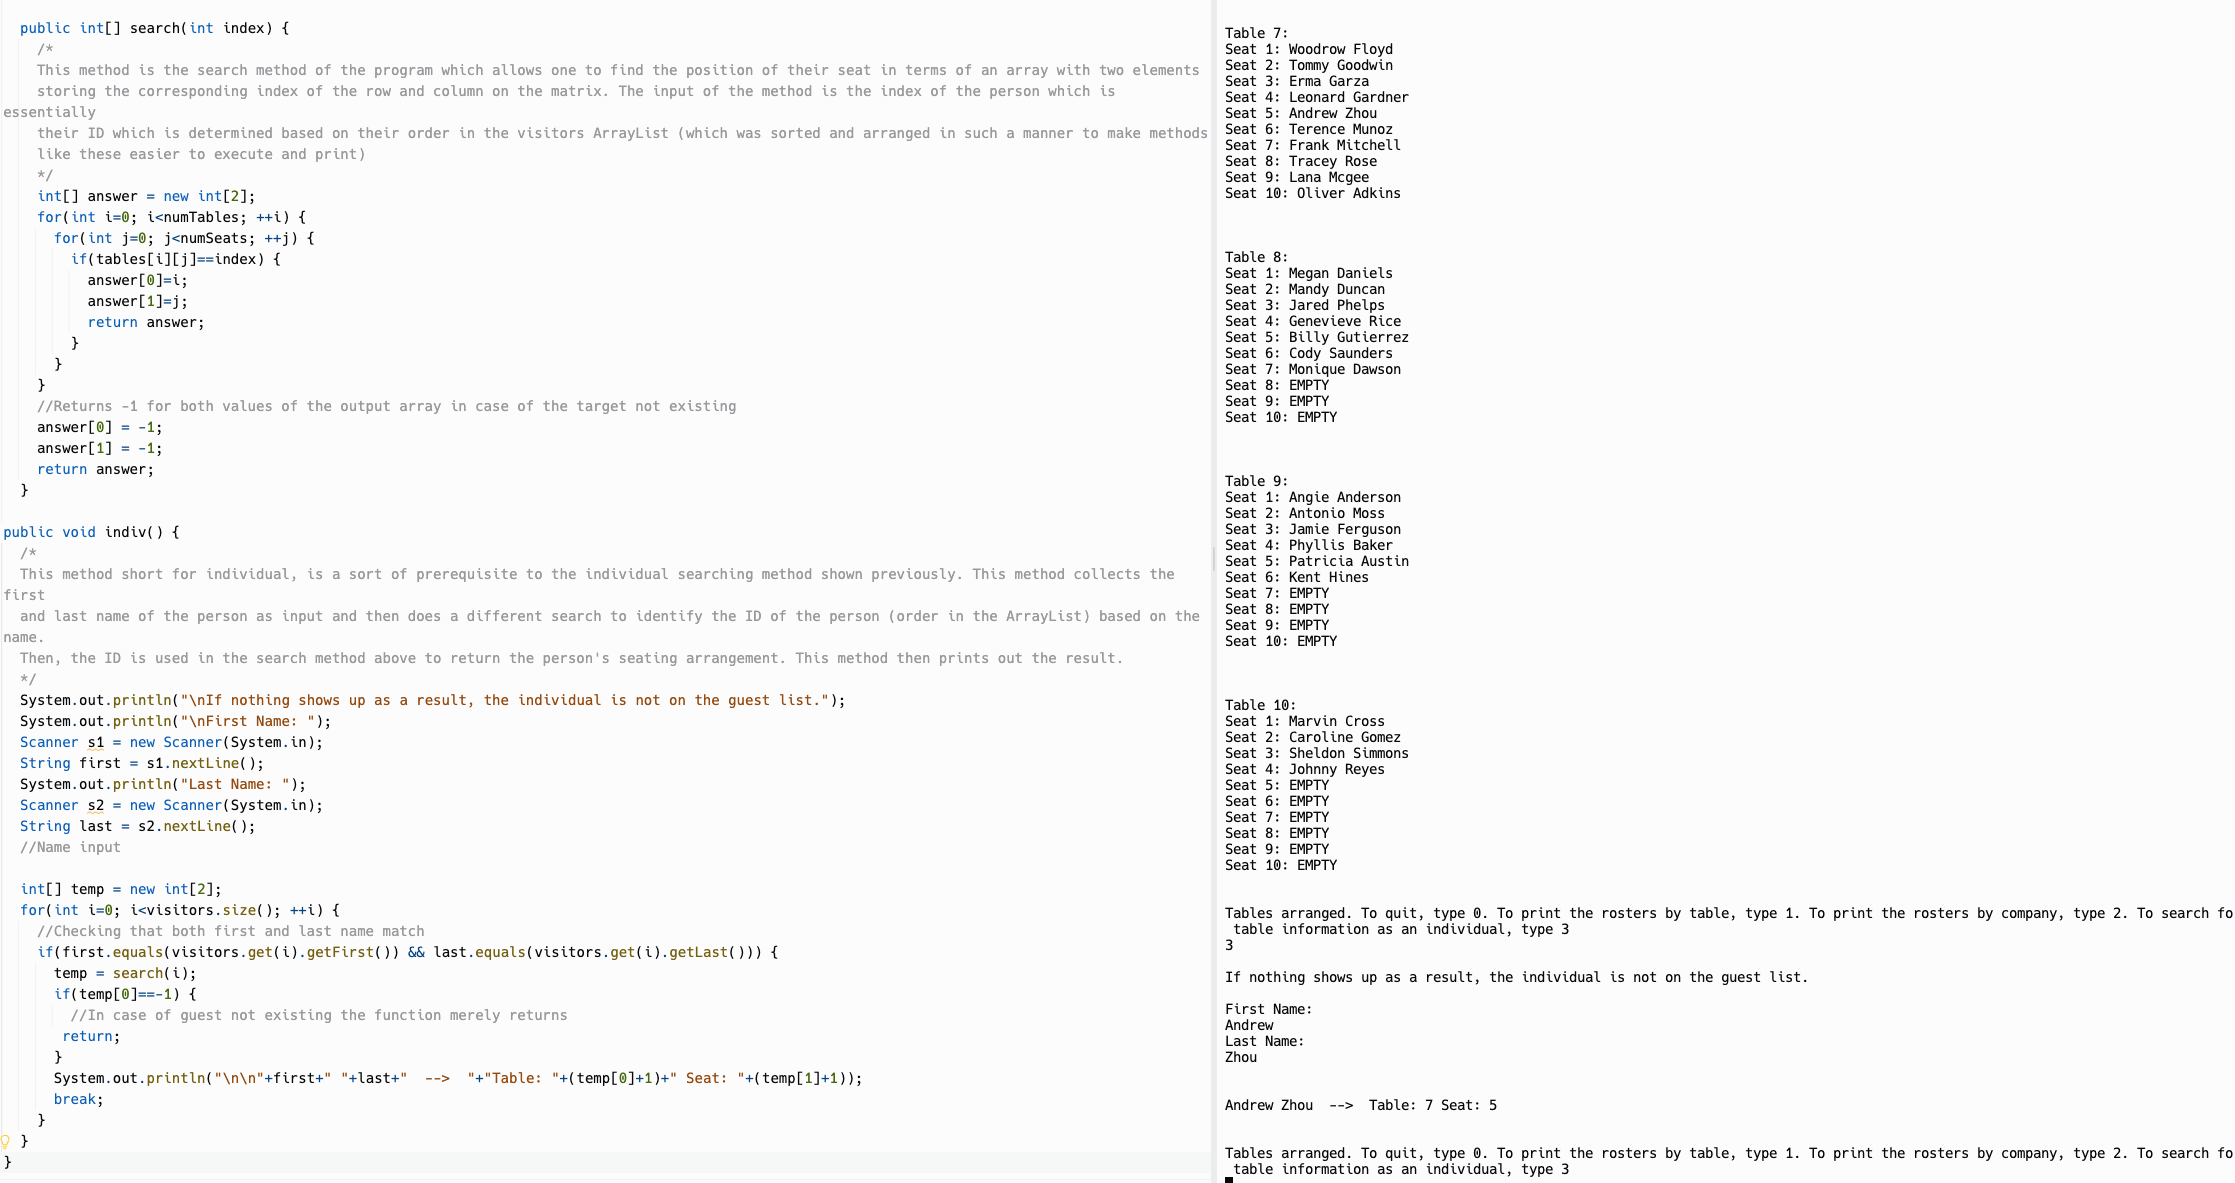 public int[] search(int index) {
/*
This method is the search method of the program which allows one to find the position of their seat in terms of an array with two elements
storing the corresponding index of the row and column on the matrix. The input of the method is the index of the person which is
essentially
their ID which is determined based on their order in the visitors ArrayList (which was sorted and arranged in such a manner to make methods
like these easier to execute and print)
*/
int[] answer = new int[2];
for(int i=0; i<numTables; ++i) {
for(int j=0; j<numSeats; ++j) {
if(tables[i][j]==index) {
answer[0]=i;
answer[1]=j;
return answer;
}
}
}
//Returns -1 for both values of the output array in case of the target not existing
answer[0] = -1;
answer[1] = -1;
return answer;
}
public void indiv() {
/*
This method short for individual, is a sort of prerequisite to the individual searching method shown previously. This method collects the
first
and last name of the person as input and then does a different search to identify the ID of the person (order in the ArrayList) based on the
name.
Then, the ID is used in the search method above to return the person's seating arrangement. This method then prints out the result.
*/
System.out.println("\nIf nothing shows up as a result, the individual is not on the guest list.");
System.out.println("\nFirst Name: ");
Scanner s1 = new Scanner(System.in);
String first = s1.nextLine();
System.out.println("Last Name: ");
Scanner s2 = new Scanner(System.in);
String last = s2.nextLine();
//Name input
int[] temp = new int[2];
for(int i=0; i<visitors.size(); ++i) {
//Checking that both first and last name match
if(first.equals(visitors.get(i).getFirst()) && last.equals(visitors.get(i).getLast())) {
temp = search(i);
if(temp[0]==-1) {
//In case of guest not existing the function merely returns
return;
}
System.out.println("\n\n"+first+" "+last+"  -->  "+"Table: "+(temp[0]+1)+" Seat: "+(temp[1]+1));
break;
}
}
}
Table 7:
Seat 1: Woodrow Floyd
Seat 2: Tommy Goodwin
Seat 3: Erma Garza
Seat 4: Leonard Gardner
Seat 5: Andrew Zhou
Seat 6: Terence Munoz
Seat 7: Frank Mitchell
Seat 8: Tracey Rose
Seat 9: Lana Mcgee
Seat 10: Oliver Adkins
Table 8:
Seat 1: Megan Daniels
Seat 2: Mandy Duncan
Seat 3: Jared Phelps
Seat 4: Genevieve Rice
Seat 5: Billy Gutierrez
Seat 6: Cody Saunders
Seat 7: Monique Dawson
Seat 8: EMPTY
Seat 9: EMPTY
Seat 10: EMPTY
Table 9:
Seat 1: Angie Anderson
Seat 2: Antonio Moss
Seat 3: Jamie Ferguson
Seat 4: Phyllis Baker
Seat 5: Patricia Austin
Seat 6: Kent Hines
Seat 7: EMPTY
Seat 8: EMPTY
Seat 9: EMPTY
Seat 10: EMPTY
Table 10:
Seat 1: Marvin Cross
Seat 2: Caroline Gomez
Seat 3: Sheldon Simmons
Seat 4: Johnny Reyes
Seat 5: EMPTY
Seat 6: EMPTY
Seat 7: EMPTY
Seat 8: EMPTY
Seat 9: EMPTY
Seat 10: EMPTY
Tables arranged. To quit, type 0. To print the rosters by table, type 1. To print the rosters by company, type 2. To search fo
table information as an individual, type 3
3
If nothing shows up as a result, the individual is not on the guest list.
First Name:
Andrew
Last Name:
Zhou
Andrew Zhou  -->  Table: 7 Seat: 5
Tables arranged. To quit, type 0. To print the rosters by table, type 1. To print the rosters by company, type 2. To search fo
table information as an individual, type 3